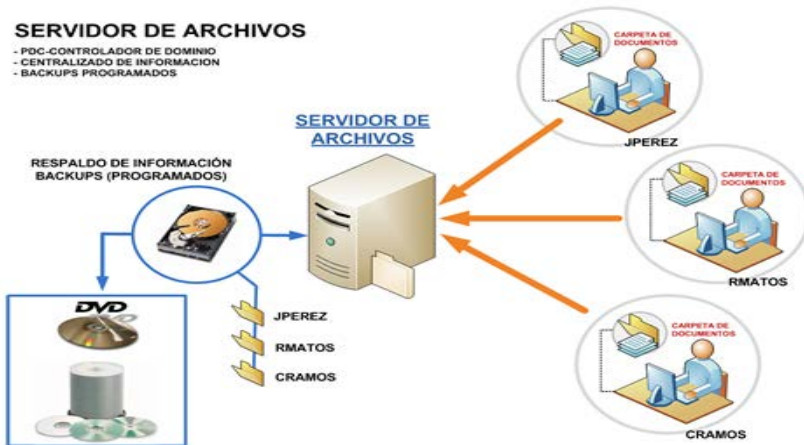 SERVIDOR DE ARCHIVOS
- PDC-CONTROLADOR DE DOMINIO
- CENTRALIZADO DE INFORMACION
- BACKUPS PROGRAMADOS
SERVIDOR DE
ARCHIVOS
RESPALDO DE INFORMACIÓN
BACKUPS (PROGRAMADOS)
CARPETA DE
DOCUMENTOS
JPEREZ
CARPETA DE
DOCUMENTOS
RMATOS
CARPETA DE
DOCUMENTOS
CRAMOS
JPEREZ
RMATOS
CRAMOS
DVD